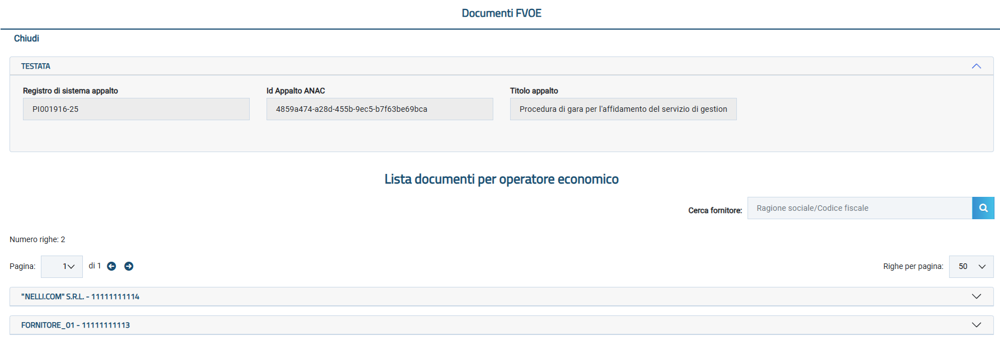 Documenti FVOE
Chiudi
TESTATA
Registro di sistema appalto Id Appalto ANAC Titolo appalto
PI001916-25 4859a474-a28d-455b-9ec5-b7f63be69bca Procedura di gara per l'affidamento del servizio di gestion
Lista documenti per operatore economico
Cerca fornitore: Ragione sociale/Codice fiscale
Numero righe: 2
Pagina: 1 di 1 Righe per pagina: 50
"NELLI.COM" S.R.L. - 11111111114
FORNITORE_01 - 11111111113